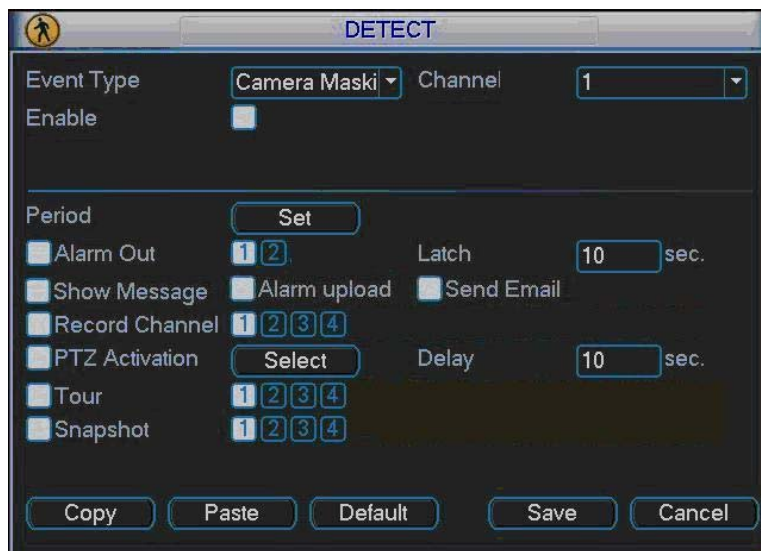 DETECT
Event Type Camera Maski Channel 1
Enable
Period Set
Alarm Out 1 2 Latch 10 sec.
Show Message Alarm upload Send Email
Record Channel 1 2 3 4
PTZ Activation Select Delay 10 sec.
Tour 1 2 3 4
Snapshot 1 2 3 4
Copy Paste Default Save Cancel